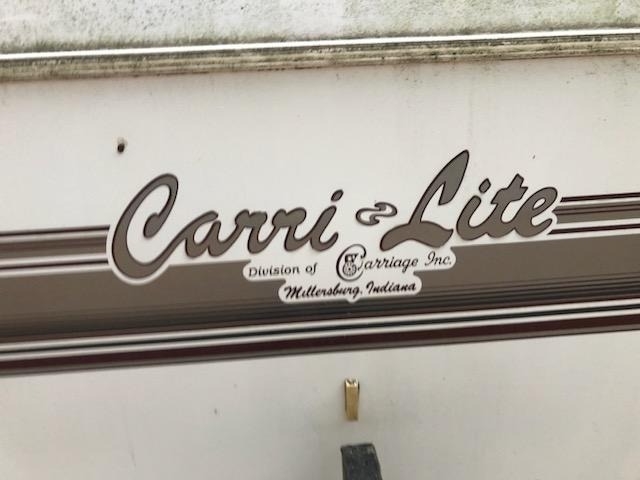 Carri~Lite
Division of Carriage Inc.
Millersburg, Indiana